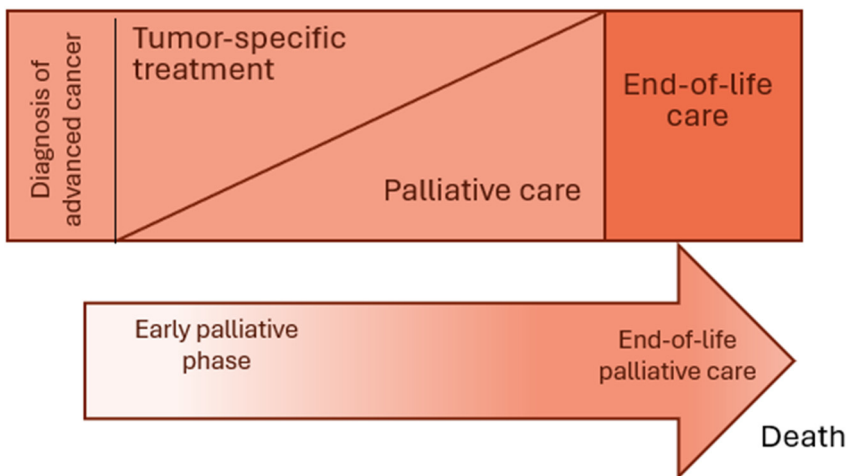 Diagnosis of
advanced cancer
Tumor-specific
treatment
Palliative care
End-of-life
care
Early palliative
phase
End-of-life
palliative care
Death